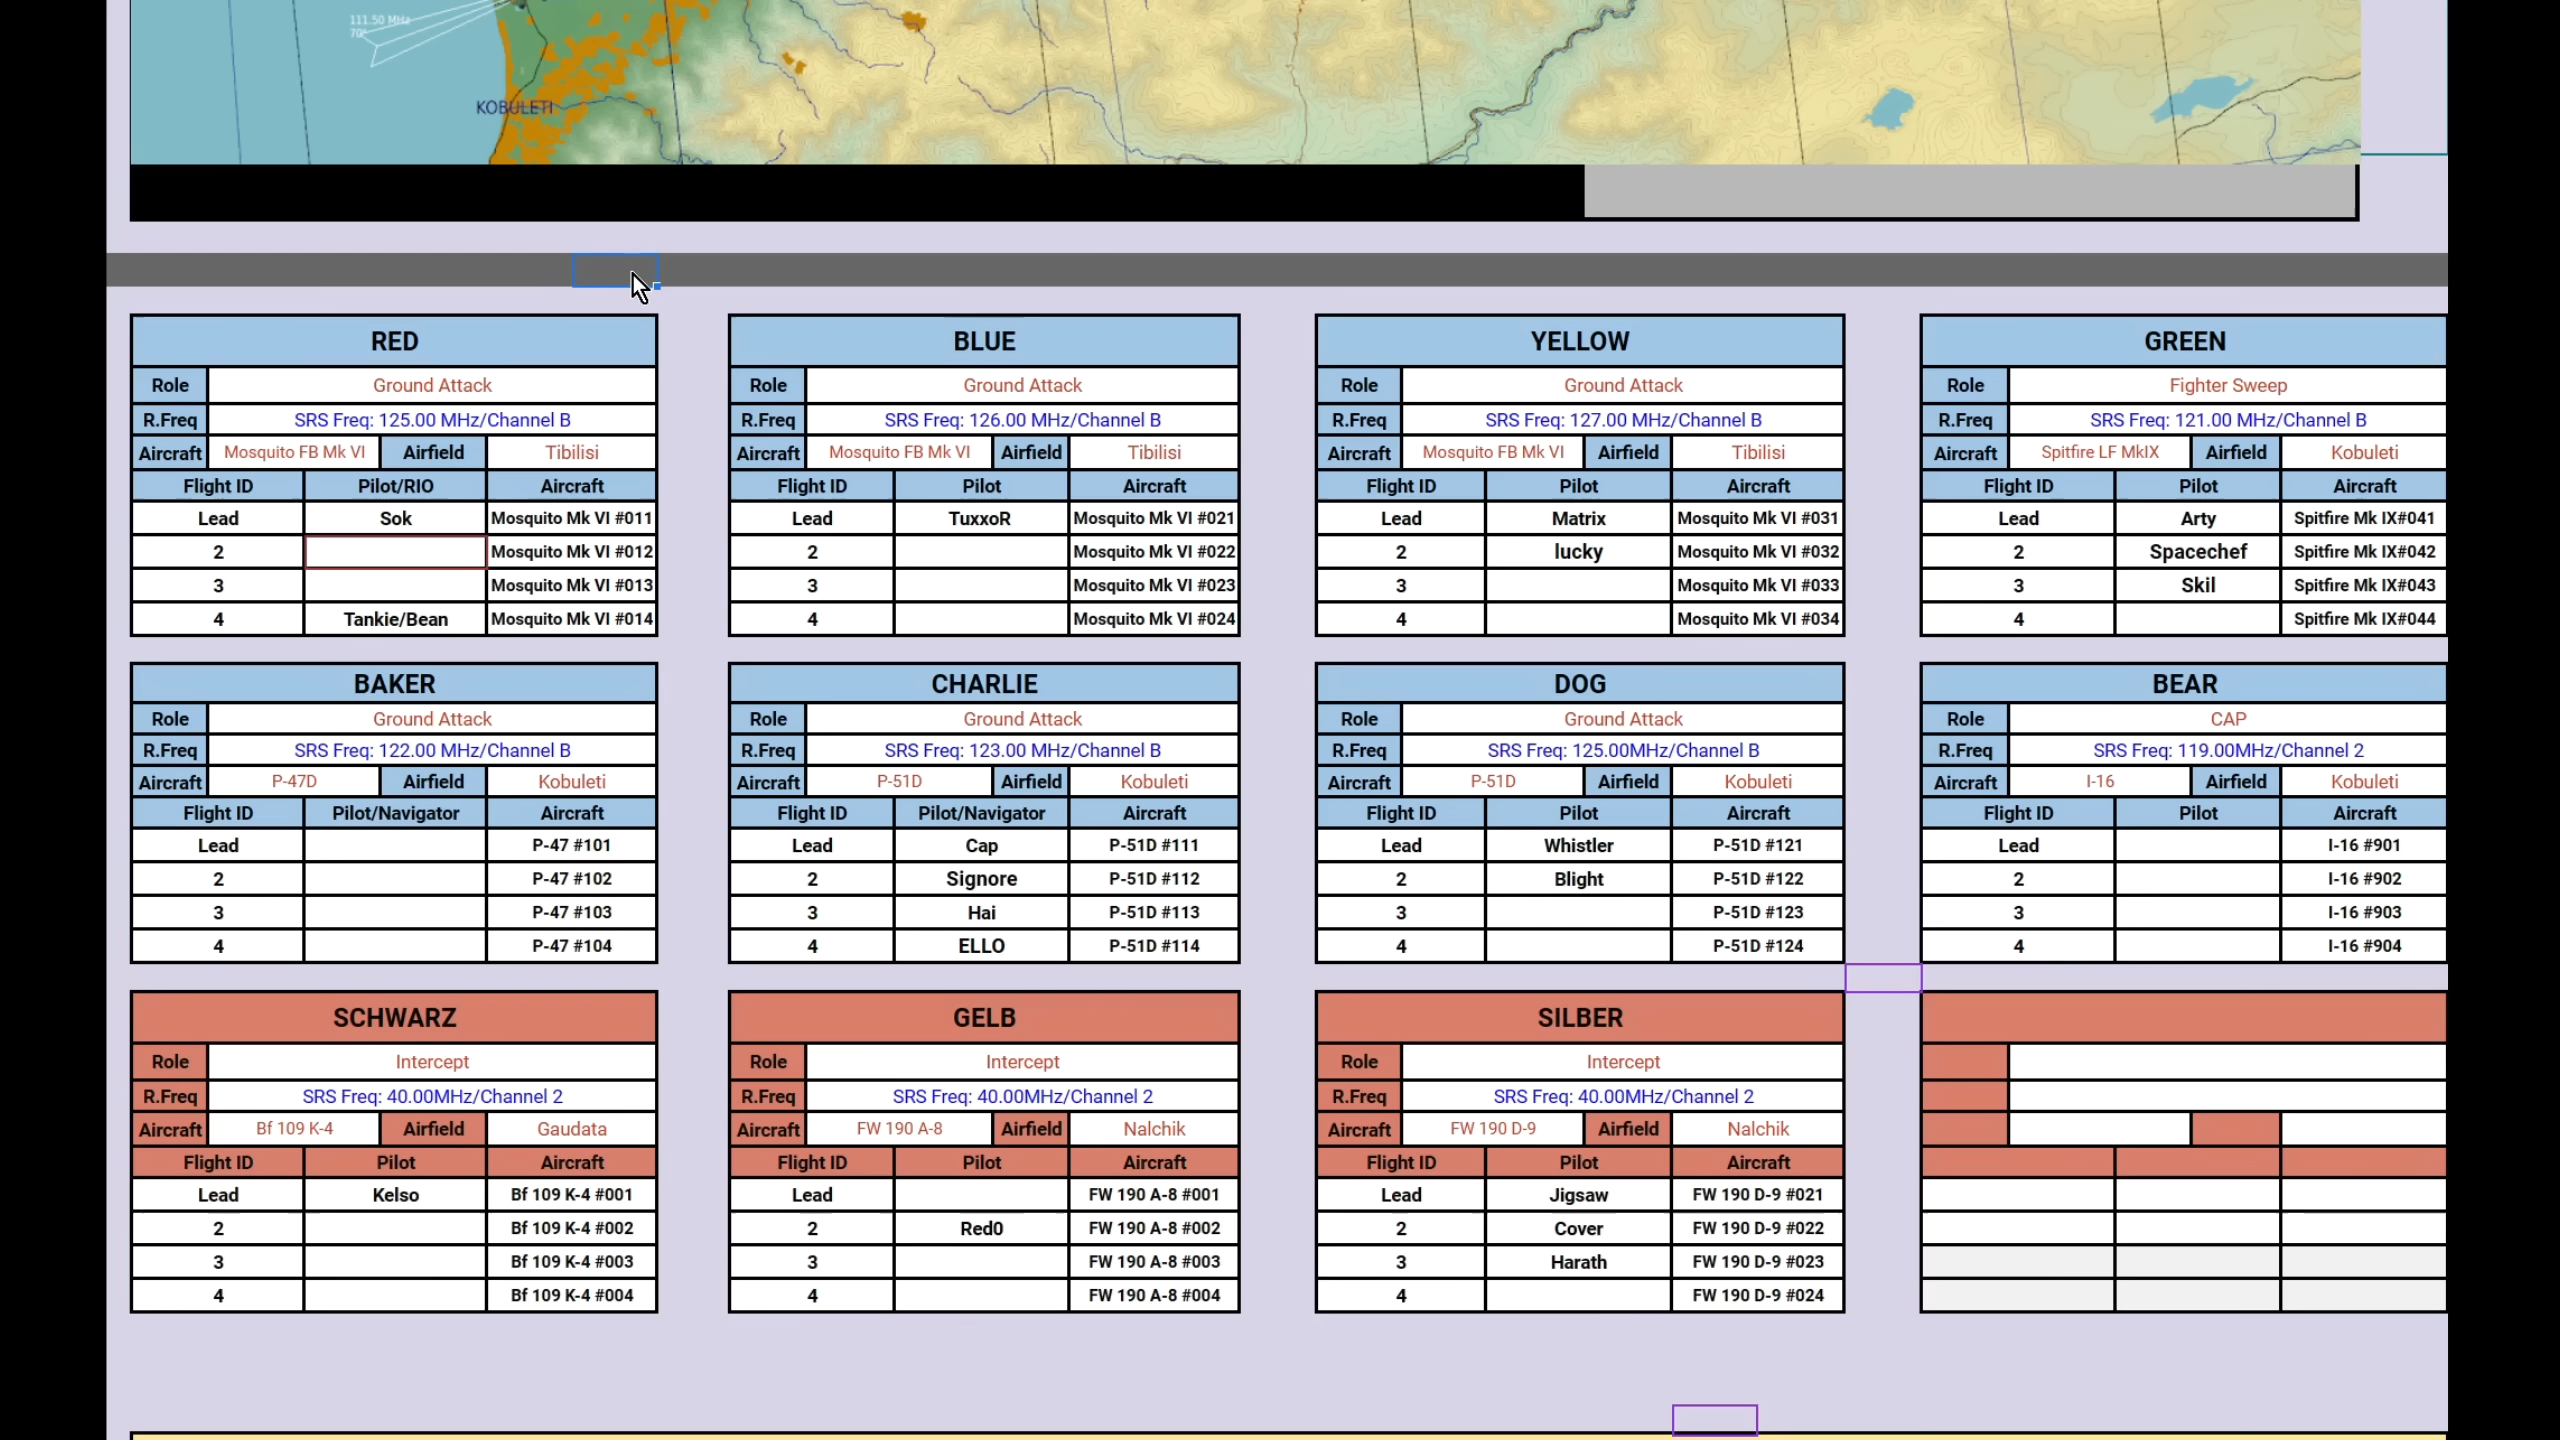 111.50 MHz
70°
KOBULETI
RED
Role Ground Attack
R.Freq SRS Freq: 125.00 MHz/Channel B
Aircraft Mosquito FB Mk VI Airfield Tibilisi
Flight ID Pilot/RIO Aircraft
Lead Sok Mosquito Mk VI #011
2 Mosquito Mk VI #012
3 Mosquito Mk VI #013
4 Tankie/Bean Mosquito Mk VI #014
BLUE
Role Ground Attack
R.Freq SRS Freq: 126.00 MHz/Channel B
Aircraft Mosquito FB Mk VI Airfield Tibilisi
Flight ID Pilot Aircraft
Lead TuxxoR Mosquito Mk VI #021
2 Mosquito Mk VI #022
3 Mosquito Mk VI #023
4 Mosquito Mk VI #024
YELLOW
Role Ground Attack
R.Freq SRS Freq: 127.00 MHz/Channel B
Aircraft Mosquito FB Mk VI Airfield Tibilisi
Flight ID Pilot Aircraft
Lead Matrix Mosquito Mk VI #031
2 lucky Mosquito Mk VI #032
3 Mosquito Mk VI #033
4 Mosquito Mk VI #034
GREEN
Role Fighter Sweep
R.Freq SRS Freq: 121.00 MHz/Channel B
Aircraft Spitfire LF MkIX Airfield Kobuleti
Flight ID Pilot Aircraft
Lead Arty Spitfire Mk IX#041
2 Spacechef Spitfire Mk IX#042
3 Skil Spitfire Mk IX#043
4 Spitfire Mk IX#044
BAKER
Role Ground Attack
R.Freq SRS Freq: 122.00 MHz/Channel B
Aircraft P-47D Airfield Kobuleti
Flight ID Pilot/Navigator Aircraft
Lead P-47 #101
2 P-47 #102
3 P-47 #103
4 P-47 #104
CHARLIE
Role Ground Attack
R.Freq SRS Freq: 123.00 MHz/Channel B
Aircraft P-51D Airfield Kobuleti
Flight ID Pilot/Navigator Aircraft
Lead Cap P-51D #111
2 Signore P-51D #112
3 Hai P-51D #113
4 ELLO P-51D #114
DOG
Role Ground Attack
R.Freq SRS Freq: 125.00MHz/Channel B
Aircraft P-51D Airfield Kobuleti
Flight ID Pilot Aircraft
Lead Whistler P-51D #121
2 Blight P-51D #122
3 P-51D #123
4 P-51D #124
BEAR
Role CAP
R.Freq SRS Freq: 119.00MHz/Channel 2
Aircraft I-16 Airfield Kobuleti
Flight ID Pilot Aircraft
Lead I-16 #901
2 I-16 #902
3 I-16 #903
4 I-16 #904
SCHWARZ
Role Intercept
R.Freq SRS Freq: 40.00MHz/Channel 2
Aircraft Bf 109 K-4 Airfield Gaudata
Flight ID Pilot Aircraft
Lead Kelso Bf 109 K-4 #001
2 Bf 109 K-4 #002
3 Bf 109 K-4 #003
4 Bf 109 K-4 #004
GELB
Role Intercept
R.Freq SRS Freq: 40.00MHz/Channel 2
Aircraft FW 190 A-8 Airfield Nalchik
Flight ID Pilot Aircraft
Lead FW 190 A-8 #001
2 Red0 FW 190 A-8 #002
3 FW 190 A-8 #003
4 FW 190 A-8 #004
SILBER
Role Intercept
R.Freq SRS Freq: 40.00MHz/Channel 2
Aircraft FW 190 D-9 Airfield Nalchik
Flight ID Pilot Aircraft
Lead Jigsaw FW 190 D-9 #021
2 Cover FW 190 D-9 #022
3 Harath FW 190 D-9 #023
4 FW 190 D-9 #024